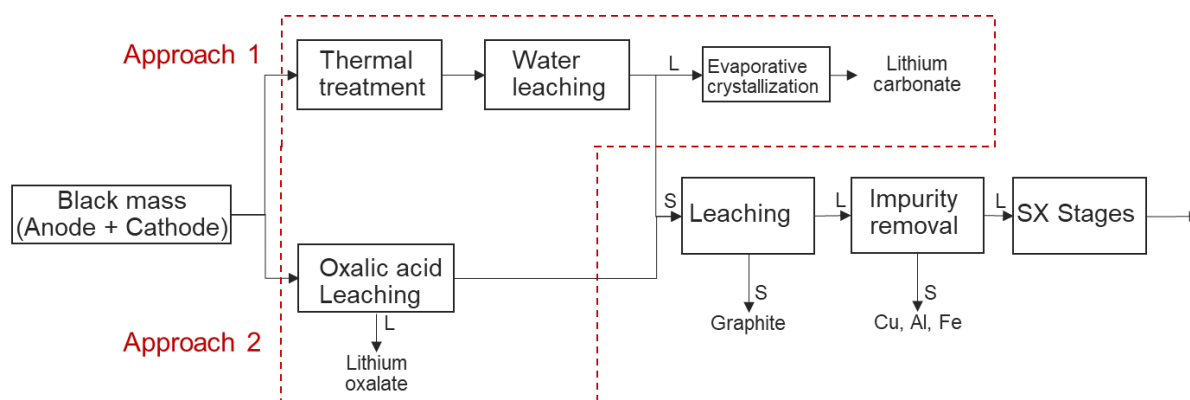 Approach 1
Thermal
treatment
Water
leaching
L
Evaporative
crystallization
Lithium
carbonate
Black mass
(Anode + Cathode)
S
Leaching
L
Impurity
removal
L
SX Stages
Oxalic acid
Leaching
S
Graphite
S
Cu, Al, Fe
Approach 2
L
Lithium
oxalate